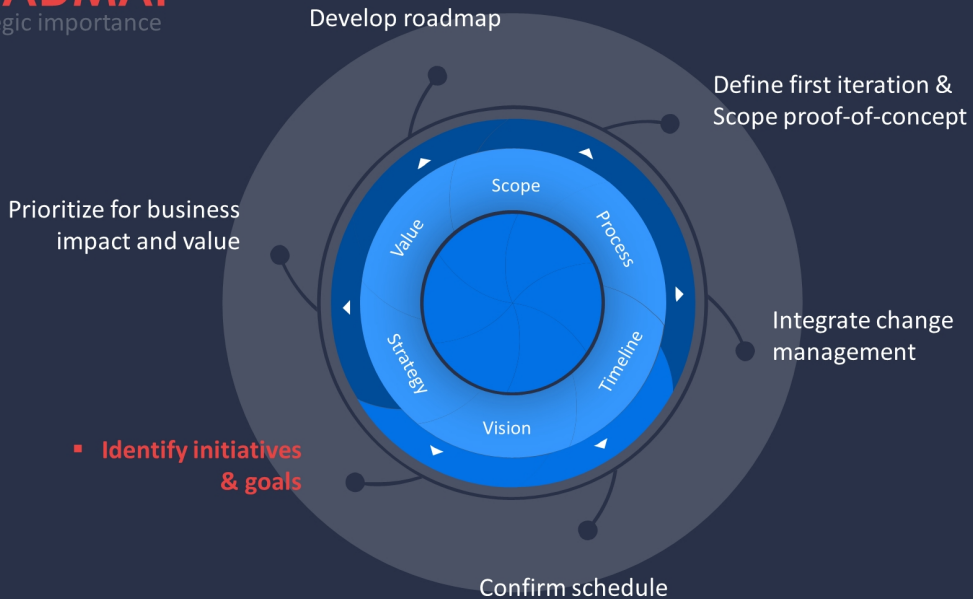 egic importance
Develop roadmap
Define first iteration &
Scope proof-of-concept
Prioritize for business
impact and value
Scope
Process
Value
Integrate change
management
Strategy
Timeline
Vision
▪ Identify initiatives
& goals
Confirm schedule